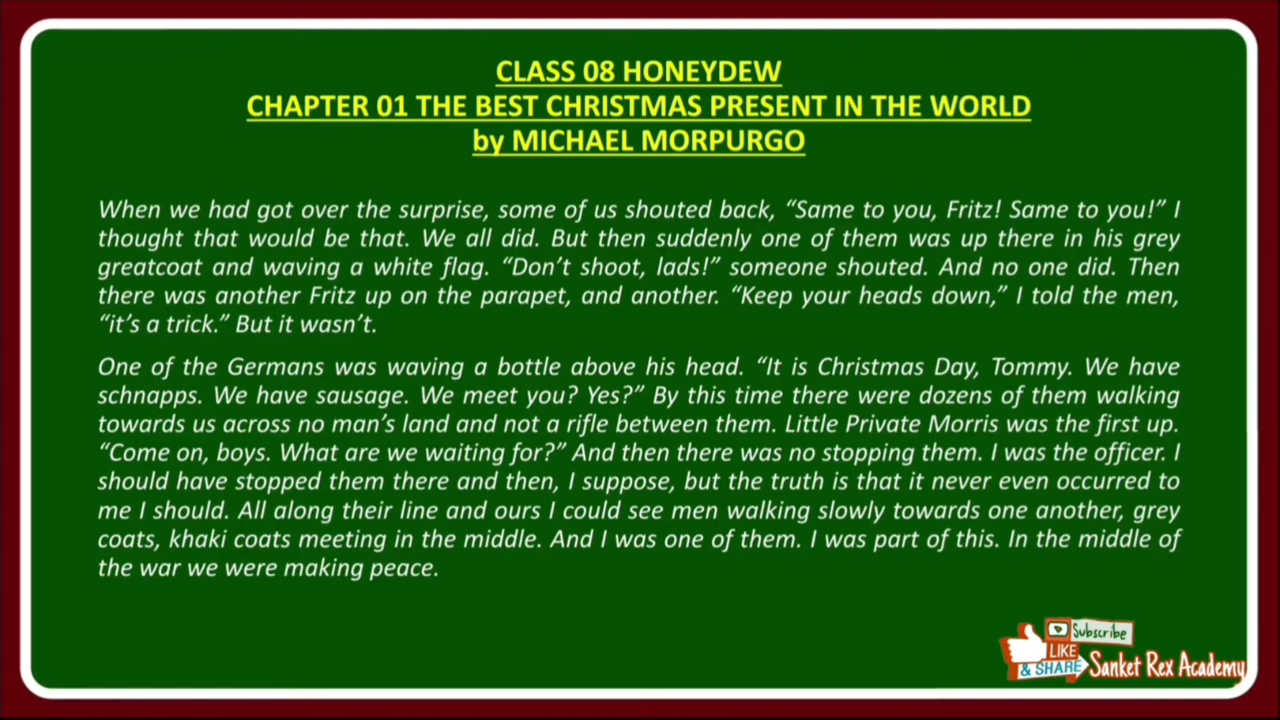 CLASS 08 HONEYDEW
CHAPTER 01 THE BEST CHRISTMAS PRESENT IN THE WORLD
by MICHAEL MORPURGO
When we had got over the surprise, some of us shouted back, “Same to you, Fritz! Same to you!” I
thought that would be that. We all did. But then suddenly one of them was up there in his grey
greatcoat and waving a white flag. “Don’t shoot, lads!” someone shouted. And no one did. Then
there was another Fritz up on the parapet, and another. “Keep your heads down,” I told the men,
“it’s a trick.” But it wasn’t.
One of the Germans was waving a bottle above his head. “It is Christmas Day, Tommy. We have
schnapps. We have sausage. We meet you? Yes?” By this time there were dozens of them walking
towards us across no man’s land and not a rifle between them. Little Private Morris was the first up.
“Come on, boys. What are we waiting for?” And then there was no stopping them. I was the officer. I
should have stopped them there and then, I suppose, but the truth is that it never even occurred to
me I should. All along their line and ours I could see men walking slowly towards one another, grey
coats, khaki coats meeting in the middle. And I was one of them. I was part of this. In the middle of
the war we were making peace.
Subscribe
LIKE
& SHARE
Sanket Rex Academy